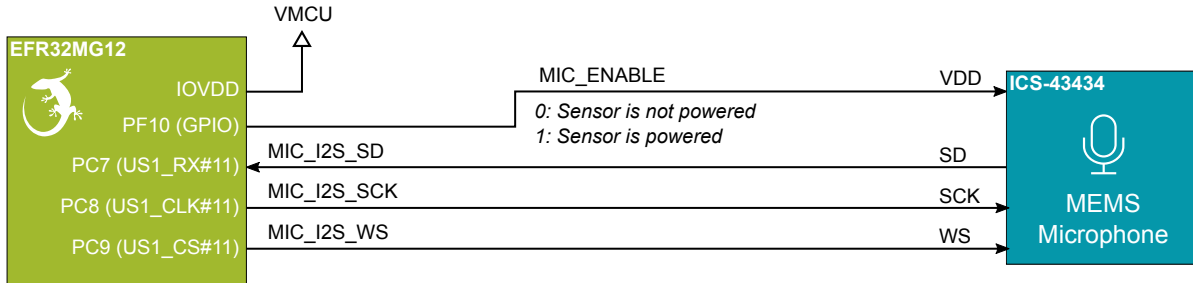 VMCU
EFR32MG12
IOVDD
MIC_ENABLE
VDD
ICS-43434
PF10 (GPIO)
0: Sensor is not powered
1: Sensor is powered
PC7 (US1_RX#11)
MIC_I2S_SD
SD
PC8 (US1_CLK#11)
MIC_I2S_SCK
SCK
PC9 (US1_CS#11)
MIC_I2S_WS
WS
MEMS
Microphone